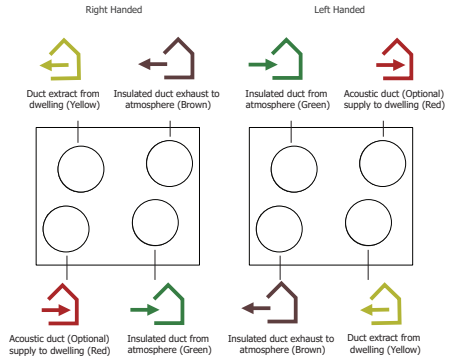 Right Handed
Left Handed
Duct extract from
dwelling (Yellow)
Insulated duct exhaust to
atmosphere (Brown)
Insulated duct from
atmosphere (Green)
Acoustic duct (Optional)
supply to dwelling (Red)
Acoustic duct (Optional)
supply to dwelling (Red)
Insulated duct from
atmosphere (Green)
Insulated duct exhaust to
atmosphere (Brown)
Duct extract from
dwelling (Yellow)